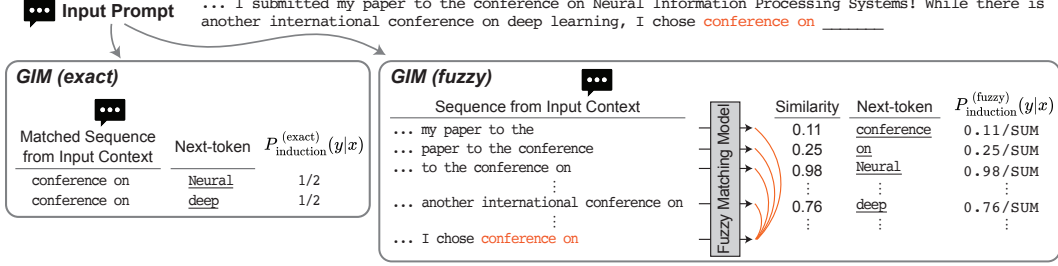 Input Prompt
... I submitted my paper to the conference on Neural Information Processing Systems! While there is
another international conference on deep learning, I chose conference on _______
GIM (exact)
Matched Sequence from Input Context Next-token P_induction^(exact)(y|x)
conference on Neural 1/2
conference on deep 1/2
GIM (fuzzy)
Sequence from Input Context Similarity Next-token P_induction^(fuzzy)(y|x)
... my paper to the 0.11 conference 0.11/SUM
... paper to the conference 0.25 on 0.25/SUM
... to the conference on 0.98 Neural 0.98/SUM
⋮ ⋮ ⋮ ⋮
... another international conference on 0.76 deep 0.76/SUM
⋮ ⋮ ⋮ ⋮
... I chose conference on
Fuzzy Matching Model